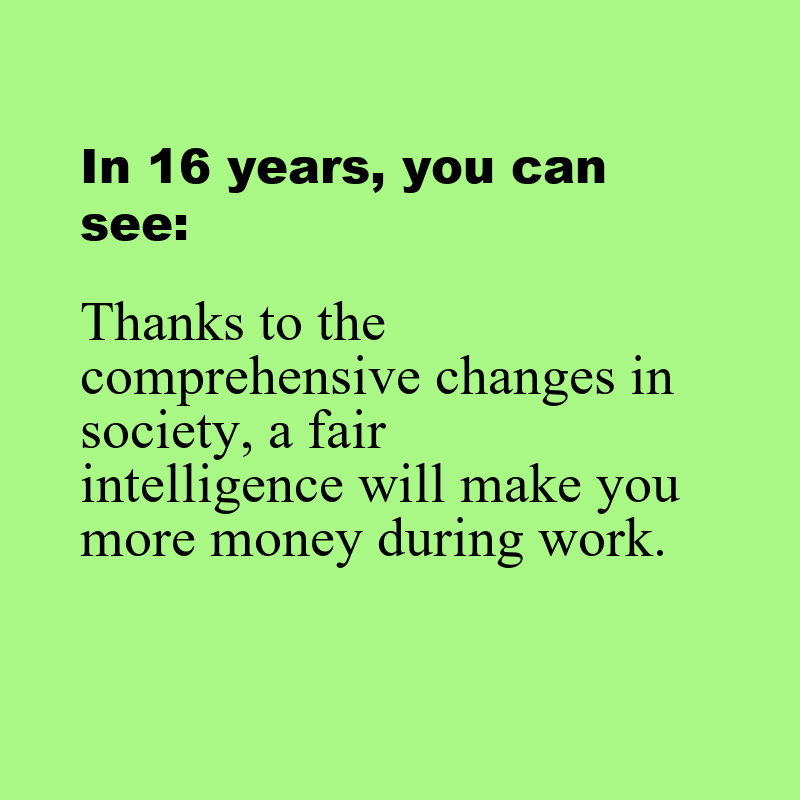 In 16 years, you can
see:
Thanks to the
comprehensive changes in
society, a fair
intelligence will make you
more money during work.